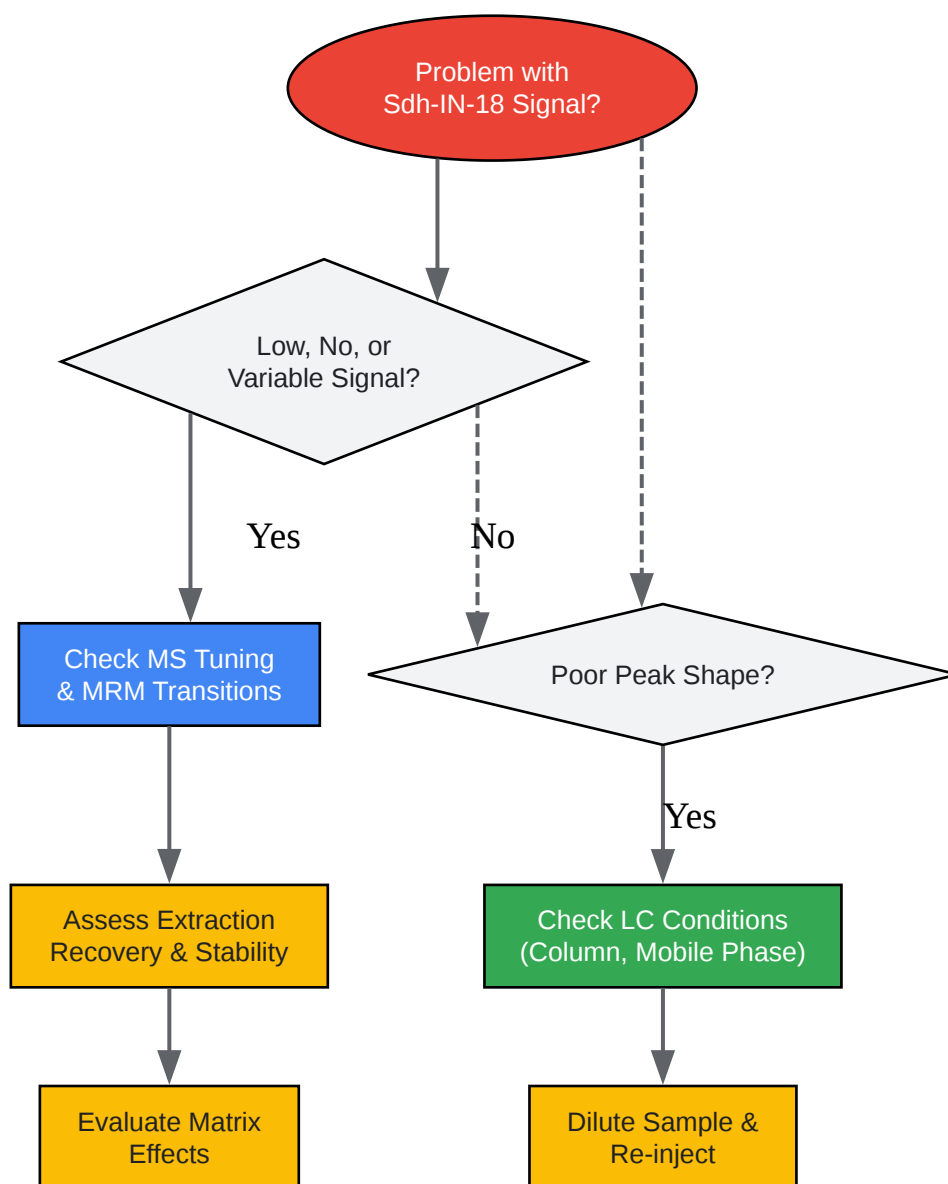 Problem with
Sdh-IN-18 Signal?
Low, No, or
Variable Signal?
Yes
No
Check MS Tuning
& MRM Transitions
Poor Peak Shape?
Yes
Assess Extraction
Recovery & Stability
Check LC Conditions
(Column, Mobile Phase)
Evaluate Matrix
Effects
Dilute Sample &
Re-inject